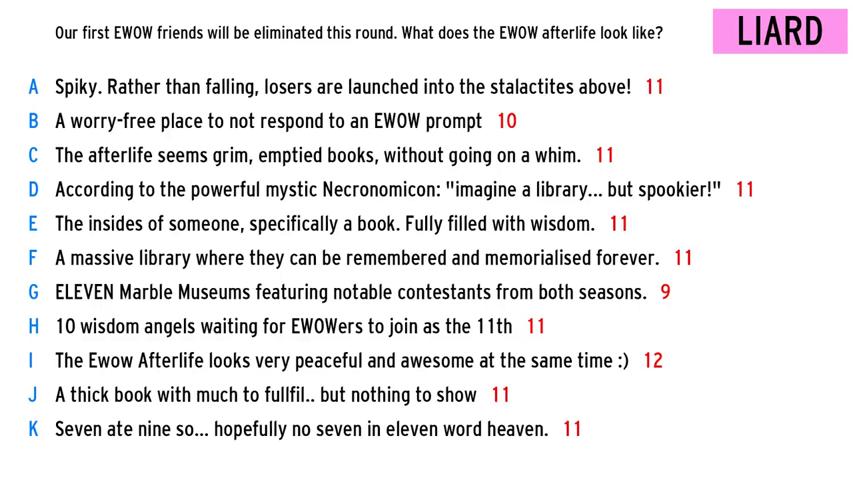 Our first EWOW friends will be eliminated this round. What does the EWOW afterlife look like?
LIARD
A Spiky. Rather than falling, losers are launched into the stalactites above! 11
B A worry-free place to not respond to an EWOW prompt 10
C The afterlife seems grim, emptied books, without going on a whim. 11
D According to the powerful mystic Necronomicon: "imagine a library... but spookier!" 11
E The insides of someone, specifically a book. Fully filled with wisdom. 11
F A massive library where they can be remembered and memorialised forever. 11
G ELEVEN Marble Museums featuring notable contestants from both seasons. 9
H 10 wisdom angels waiting for EWOWers to join as the 11th 11
I The Ewow Afterlife looks very peaceful and awesome at the same time :) 12
J A thick book with much to fullfil.. but nothing to show 11
K Seven ate nine so... hopefully no seven in eleven word heaven. 11